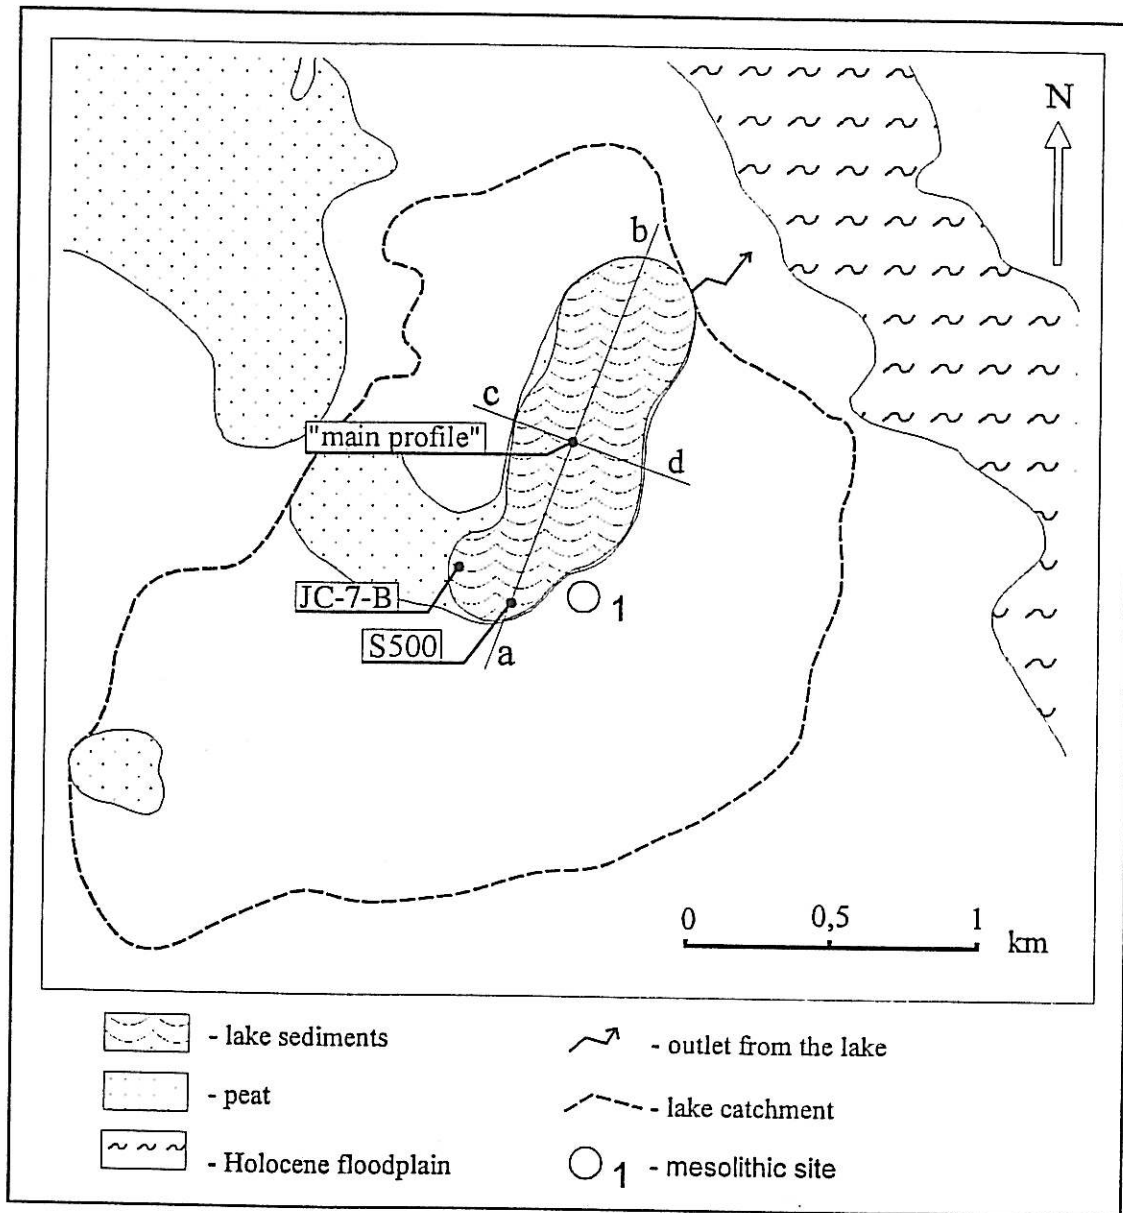 N
b
c
"main profile"
d
JC-7-B
1
S500
a
0 0,5 1
km
- lake sediments
- outlet from the lake
- peat
- lake catchment
- Holocene floodplain
1 - mesolithic site